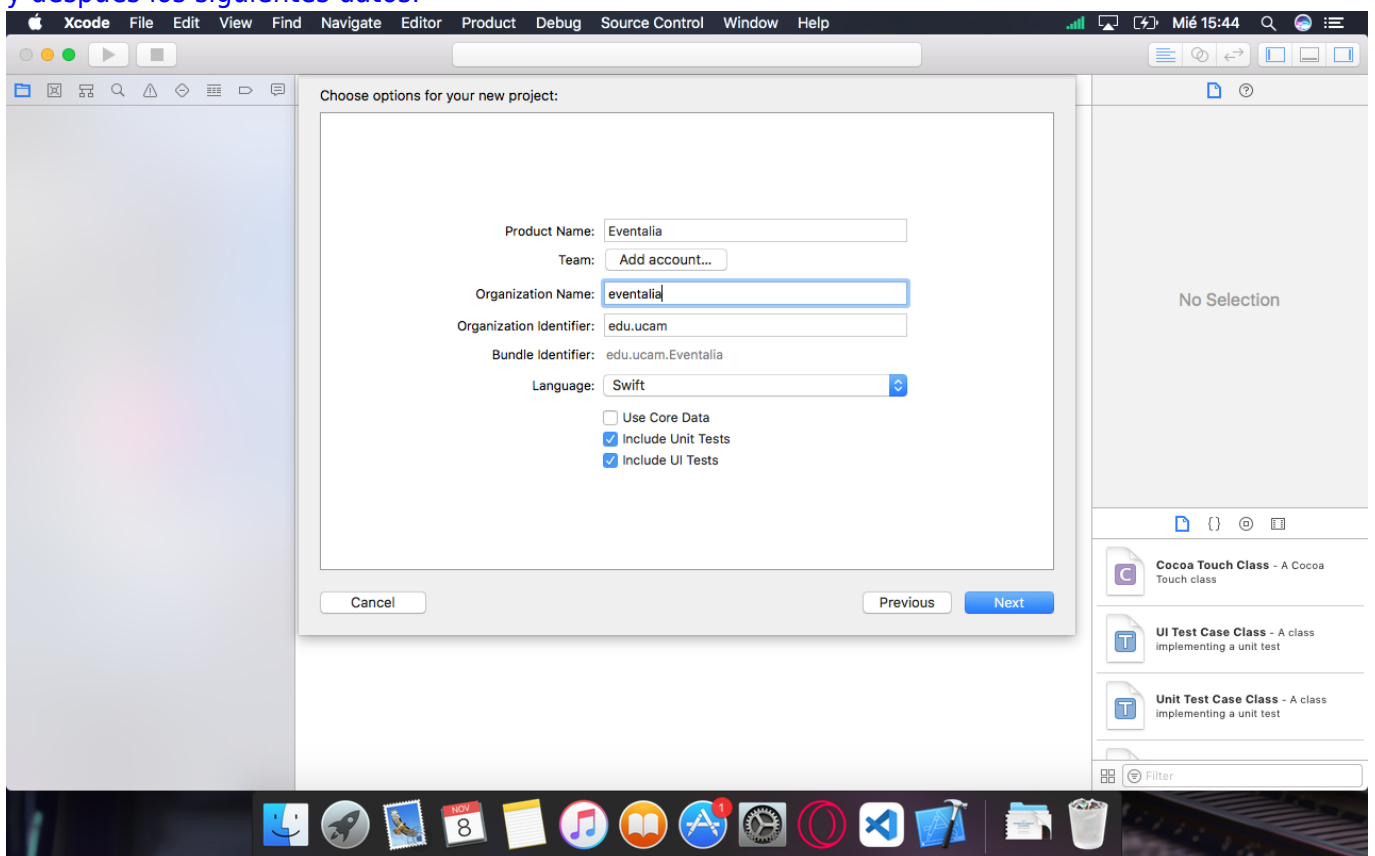 y después los siguientes datos:
Xcode File Edit View Find Navigate Editor Product Debug Source Control Window Help Mié 15:44
Choose options for your new project:
Product Name: Eventalia
Team: Add account...
Organization Name: eventalia
Organization Identifier: edu.ucam
Bundle Identifier: edu.ucam.Eventalia
Language: Swift
Use Core Data
Include Unit Tests
Include UI Tests
Cancel Previous Next
No Selection
{}
C
Cocoa Touch Class - A Cocoa
Touch class
T
UI Test Case Class - A class
implementing a unit test
T
Unit Test Case Class - A class
implementing a unit test
Filter
NOV
8
1